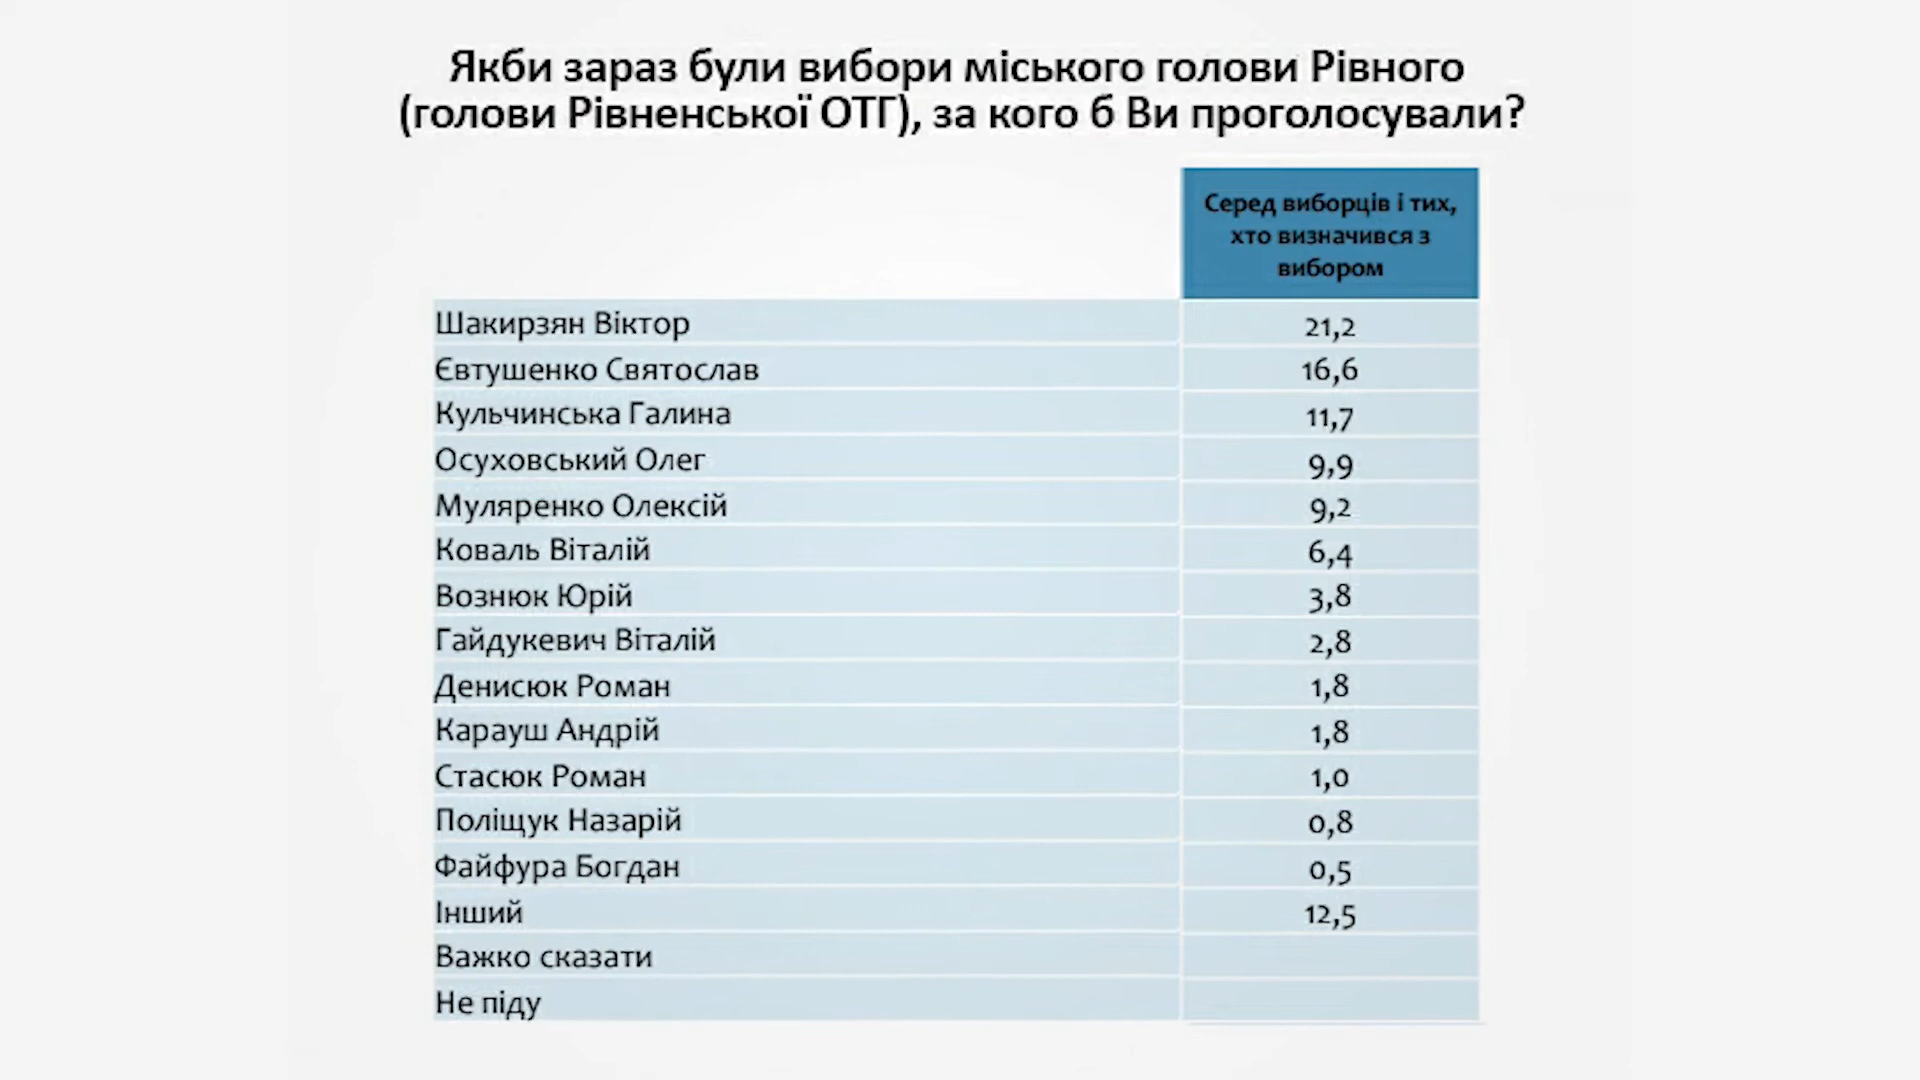 Якби зараз були вибори міського голови Рівного
(голови Рівненської ОТГ), за кого б Ви проголосували?
Серед виборців і тих,
хто визначився з
вибором
Шакирзян Віктор 21,2
Євтушенко Святослав 16,6
Кульчинська Галина 11,7
Осуховський Олег 9,9
Муляренко Олексій 9,2
Коваль Віталій 6,4
Вознюк Юрій 3,8
Гайдукевич Віталій 2,8
Денисюк Роман 1,8
Карауш Андрій 1,8
Стасюк Роман 1,0
Поліщук Назарій 0,8
Файфура Богдан 0,5
Інший 12,5
Важко сказати
Не піду